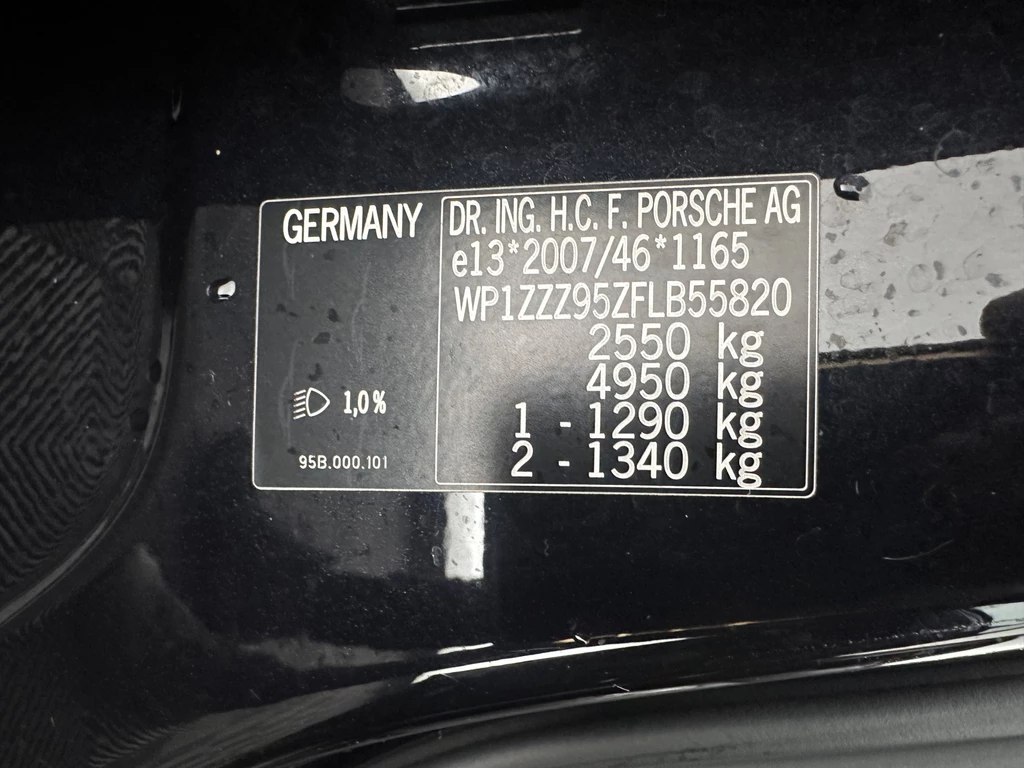 GERMANY
1,0%
95B.000.101
DR. ING. H.C. F. PORSCHE AG
e13*2007/46*1165
WP1ZZZ95ZFLB55820
2550 kg
4950 kg
1 - 1290 kg
2 - 1340 kg